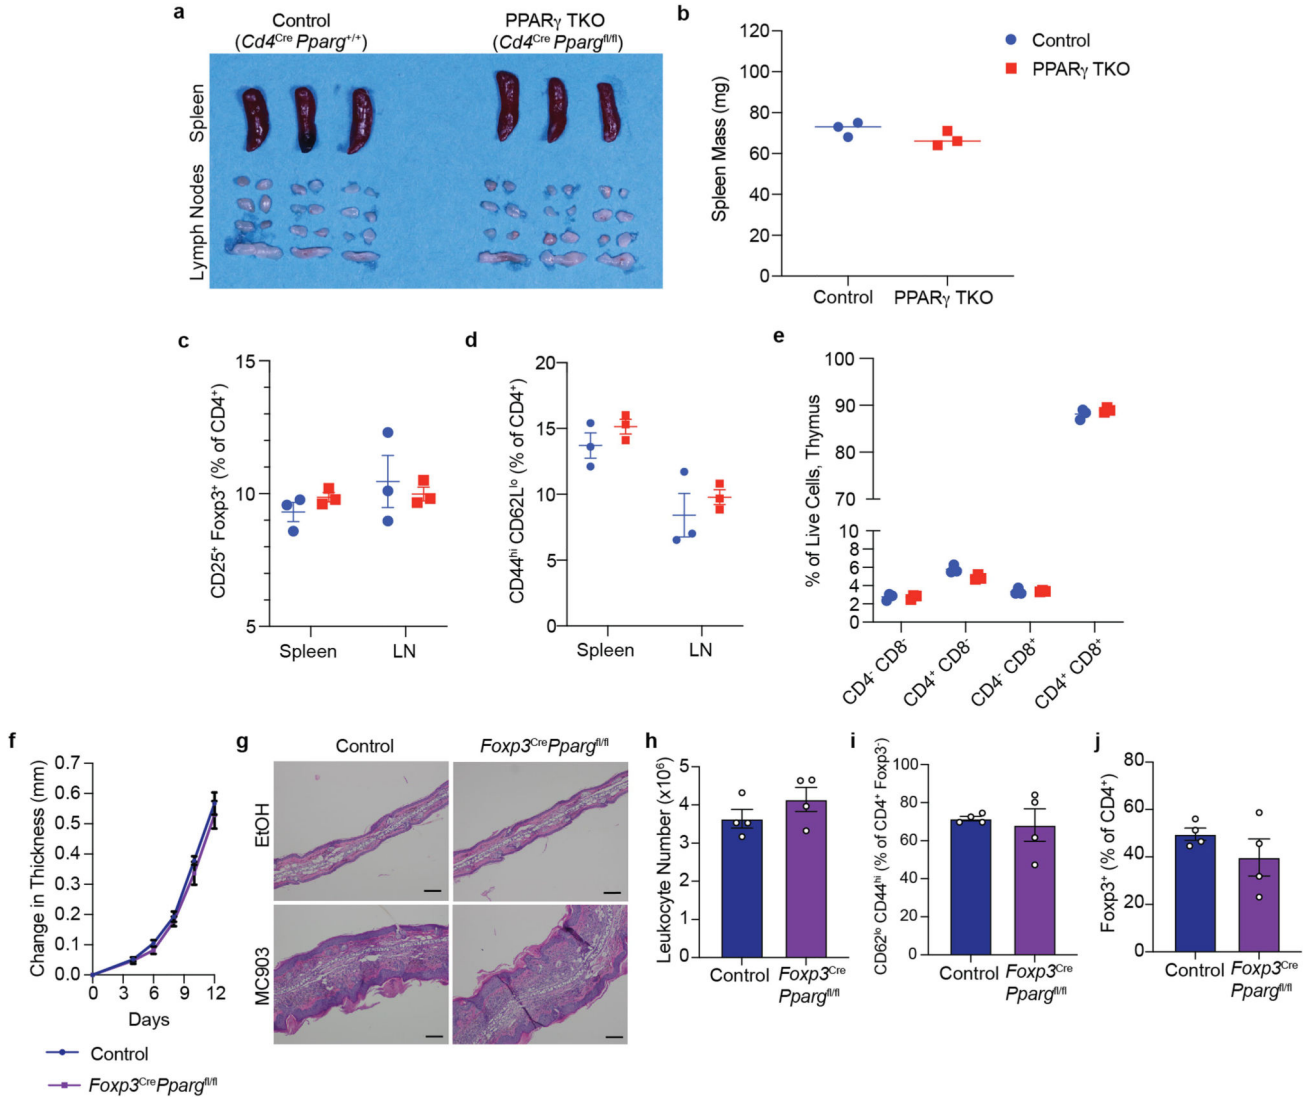 a
Control
(Cd4Cre Pparg+/+)
PPARγ TKO
(Cd4Cre Ppargfl/fl)
Spleen
Lymph Nodes
b
Spleen Mass (mg)
120
100
80
60
40
20
0
Control
PPARγ TKO
Control
PPARγ TKO
c
CD25+ Foxp3+ (% of CD4+)
15
10
5
Spleen
LN
d
CD44hi CD62Llo (% of CD4+)
20
15
10
5
0
Spleen
LN
e
% of Live Cells, Thymus
100
90
80
70
10
8
6
4
2
0
CD4- CD8-
CD4+ CD8-
CD4- CD8+
CD4+ CD8+
f
Change in Thickness (mm)
0.7
0.6
0.5
0.4
0.3
0.2
0.1
0.0
0 3 6 9 12
Days
Control
Foxp3CrePpargfl/fl
g
Control
Foxp3CrePpargfl/fl
EtOH
MC903
h
Leukocyte Number (x10⁶)
5
4
3
2
1
0
Control
Foxp3Cre
Ppargfl/fl
i
CD62lo CD44hi (% of CD4+ Foxp3-)
100
80
60
40
20
0
Control
Foxp3Cre
Ppargfl/fl
j
Foxp3+ (% of CD4+)
80
60
40
20
0
Control
Foxp3Cre
Ppargfl/fl